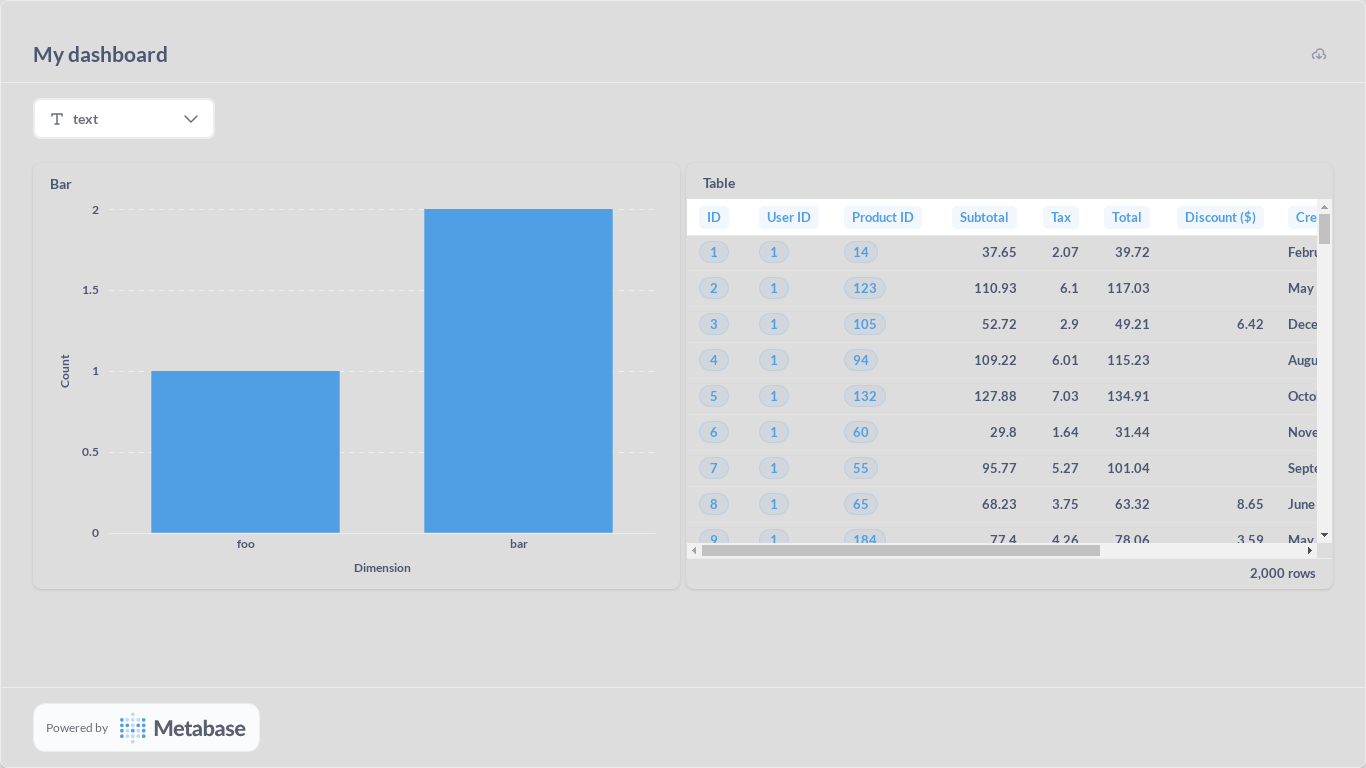 My dashboard
text
Bar
2
1.5
1
0.5
0
Count
foo bar
Dimension
Table
ID User ID Product ID Subtotal Tax Total Discount ($) Cre
1 1 14 37.65 2.07 39.72 Febru
2 1 123 110.93 6.1 117.03 May
3 1 105 52.72 2.9 49.21 6.42 Dece
4 1 94 109.22 6.01 115.23 Augu
5 1 132 127.88 7.03 134.91 Octo
6 1 60 29.8 1.64 31.44 Nove
7 1 55 95.77 5.27 101.04 Septe
8 1 65 68.23 3.75 63.32 8.65 June
9 1 184 77.4 4.26 78.06 3.59 May
2,000 rows
Powered by Metabase